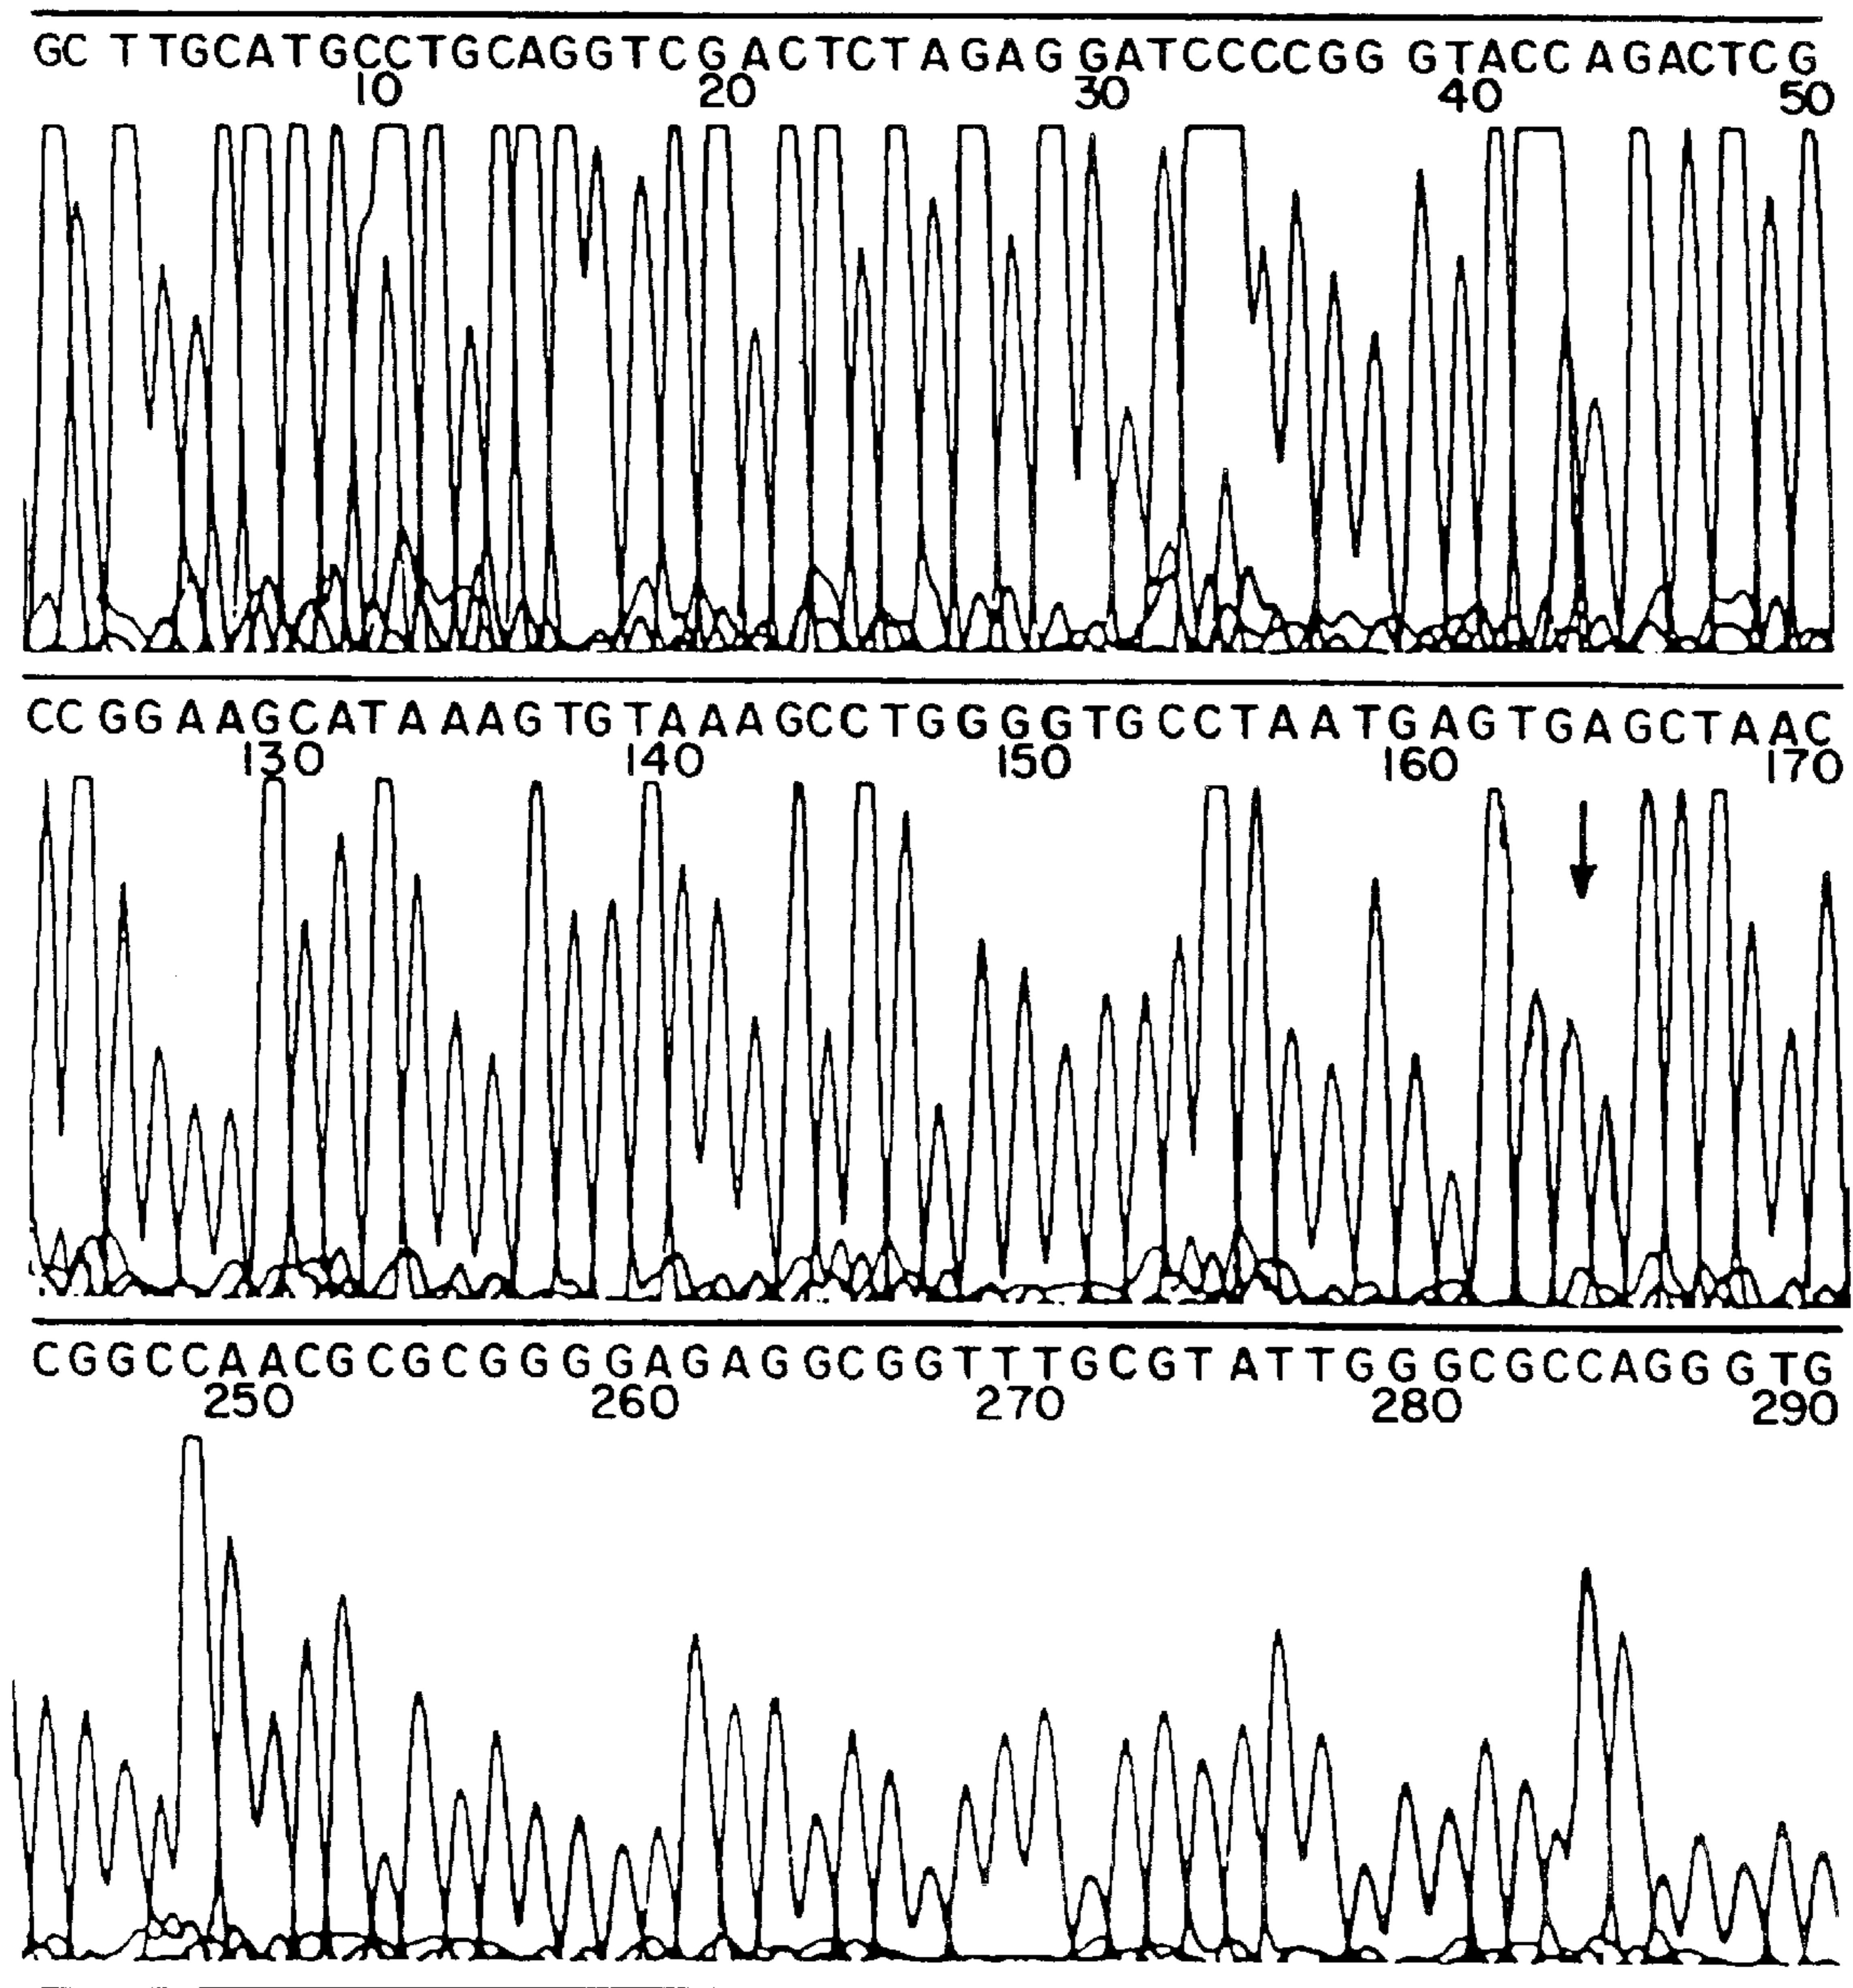 GC T TGCATGCCTGCAGGTCGACTCTAGAGGATCCCCGG GTACCAGACTCG
10 20 30 40 50
CCGGAAGCATAAAGTGTAAAGCCTGGGGTGCCTAATGAGTGAGCTAAC
130 140 150 160 170
CGGCCAACGCGCGGGGAGAGGCGGTTTGCGTATTGGGCGCCAGGGTG
250 260 270 280 290